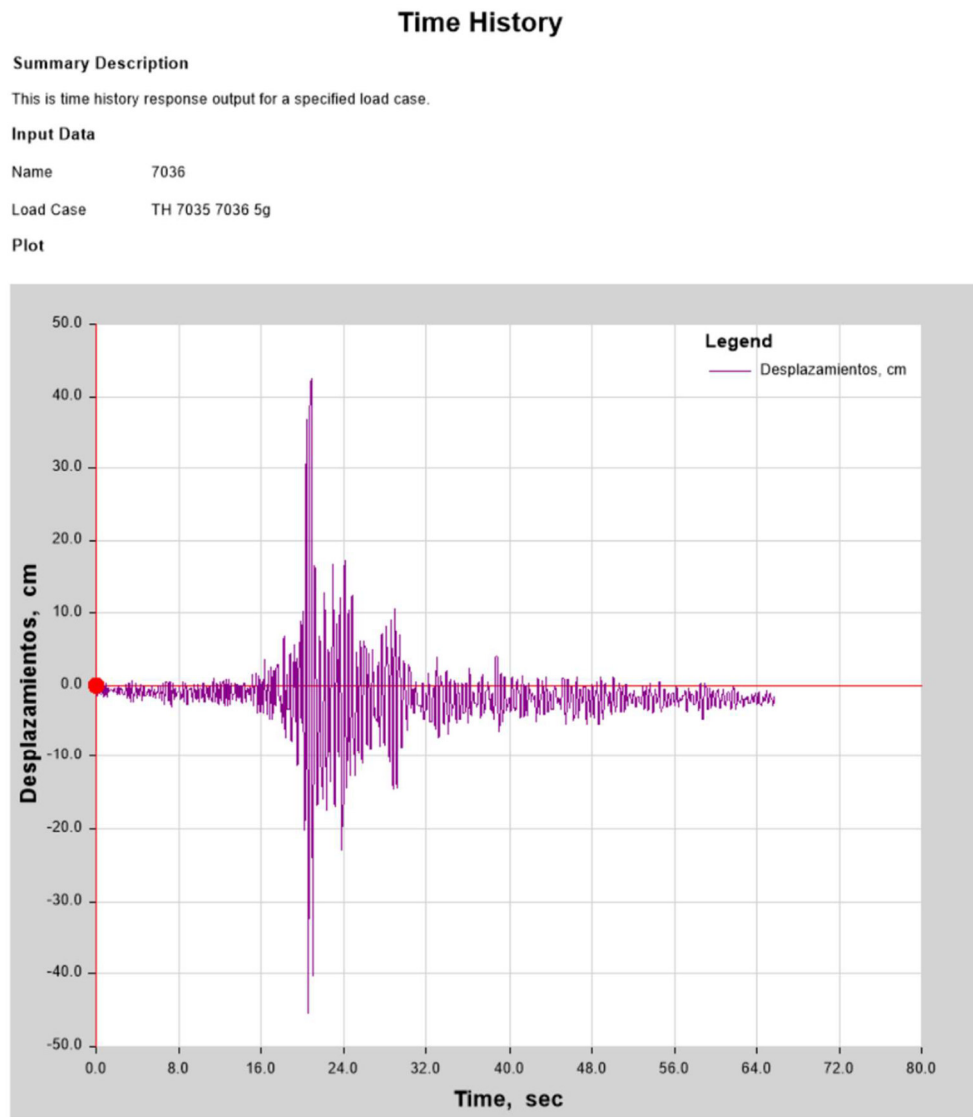 Time History
Summary Description
This is time history response output for a specified load case.
Input Data
Name 7036
Load Case TH 7035 7036 5g
Plot
Legend
Desplazamientos, cm
50.0
40.0
30.0
20.0
10.0
0.0
-10.0
-20.0
-30.0
-40.0
-50.0
Desplazamientos, cm
0.0 8.0 16.0 24.0 32.0 40.0 48.0 56.0 64.0 72.0 80.0
Time, sec